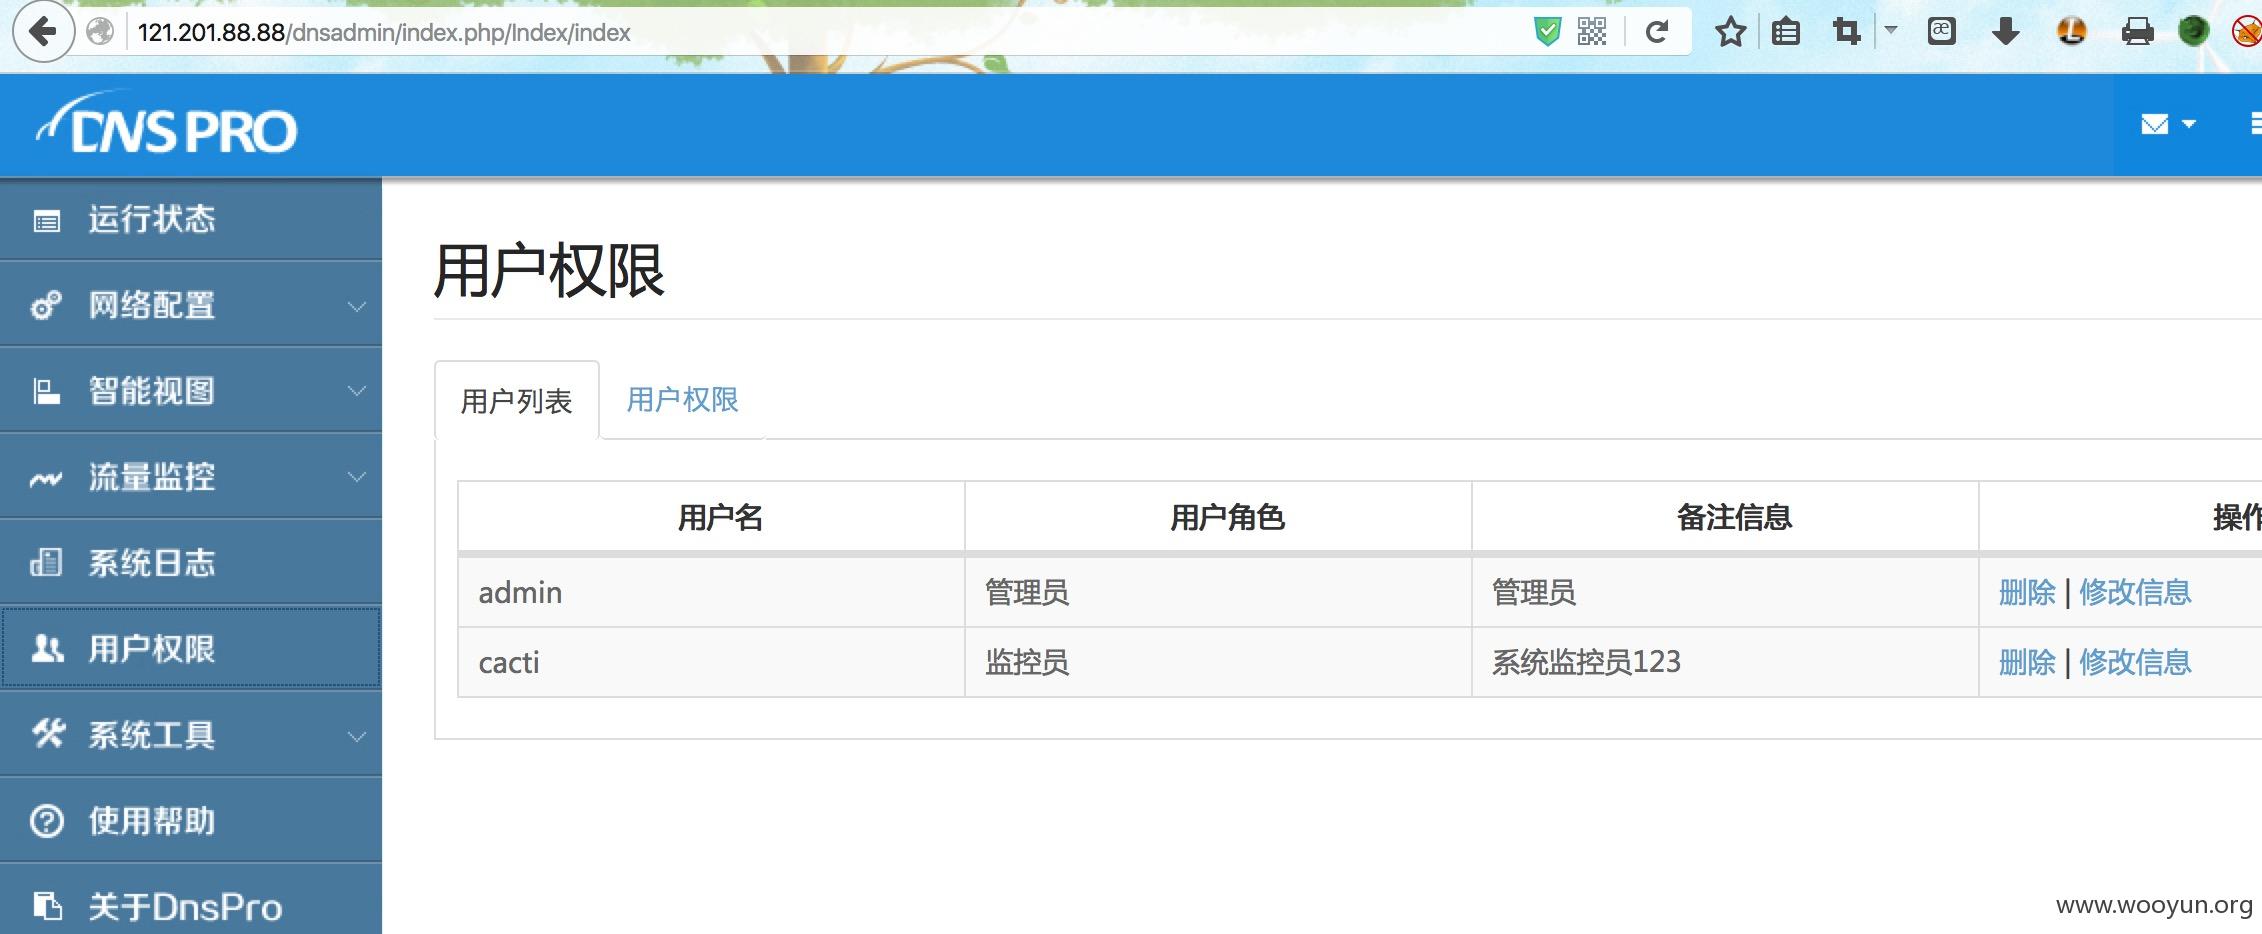 121.201.88.88/dnsadmin/index.php/Index/index
DNS PRO
运行状态
网络配置
智能视图
流量监控
系统日志
用户权限
系统工具
使用帮助
关于DnsPro
用户权限
用户列表 用户权限
用户名 用户角色 备注信息 操作
admin 管理员 管理员 删除 | 修改信息
cacti 监控员 系统监控员123 删除 | 修改信息
www.wooyun.org